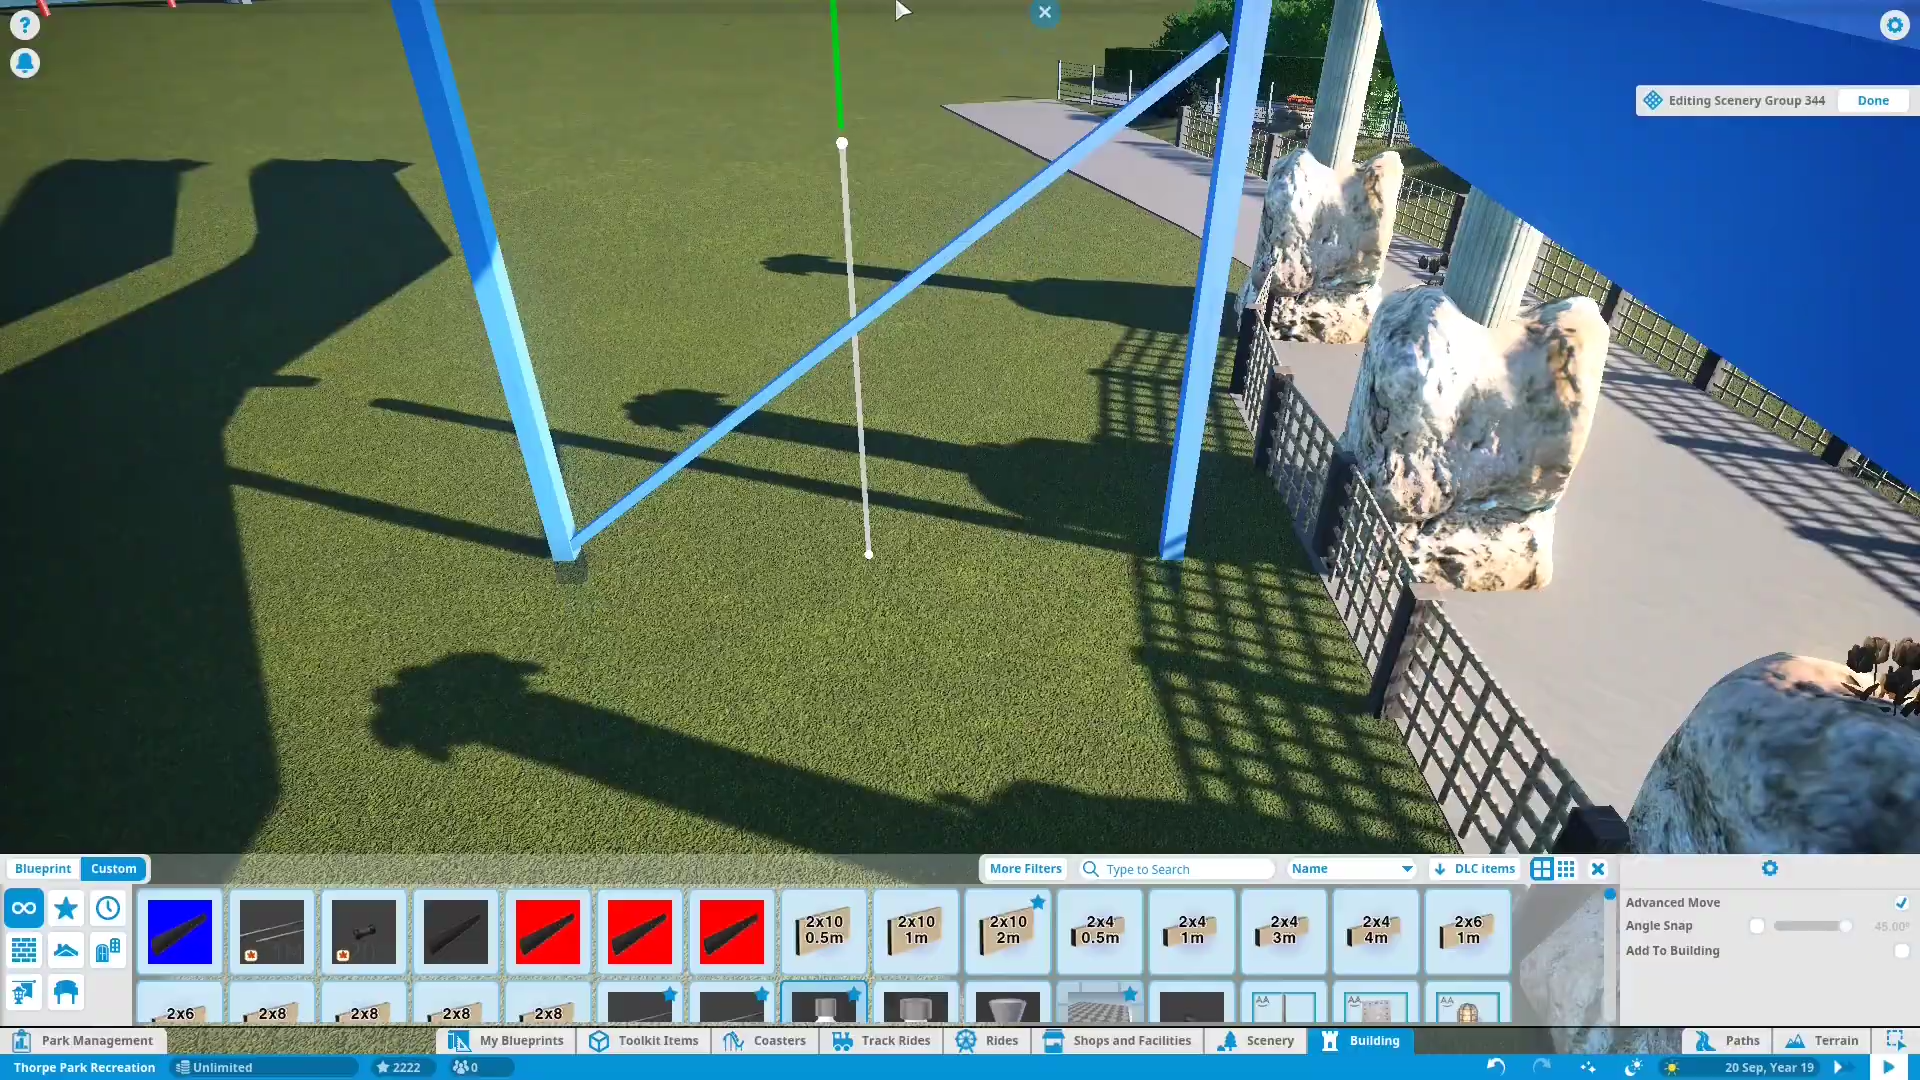 ?
Editing Scenery Group 344
Done
Blueprint
Custom
More Filters
Type to Search
Name
DLC items
Advanced Move
Angle Snap
45.00°
Add To Building
2x10
0.5m
2x10
1m
2x10
2m
2x4
0.5m
2x4
1m
2x4
3m
2x4
4m
2x6
1m
2x6
2x8
2x8
2x8
2x8
AA
AA
AA
Park Management
My Blueprints
Toolkit Items
Coasters
Track Rides
Rides
Shops and Facilities
Scenery
Building
Paths
Terrain
Thorpe Park Recreation
Unlimited
2222
0
20 Sep, Year 19